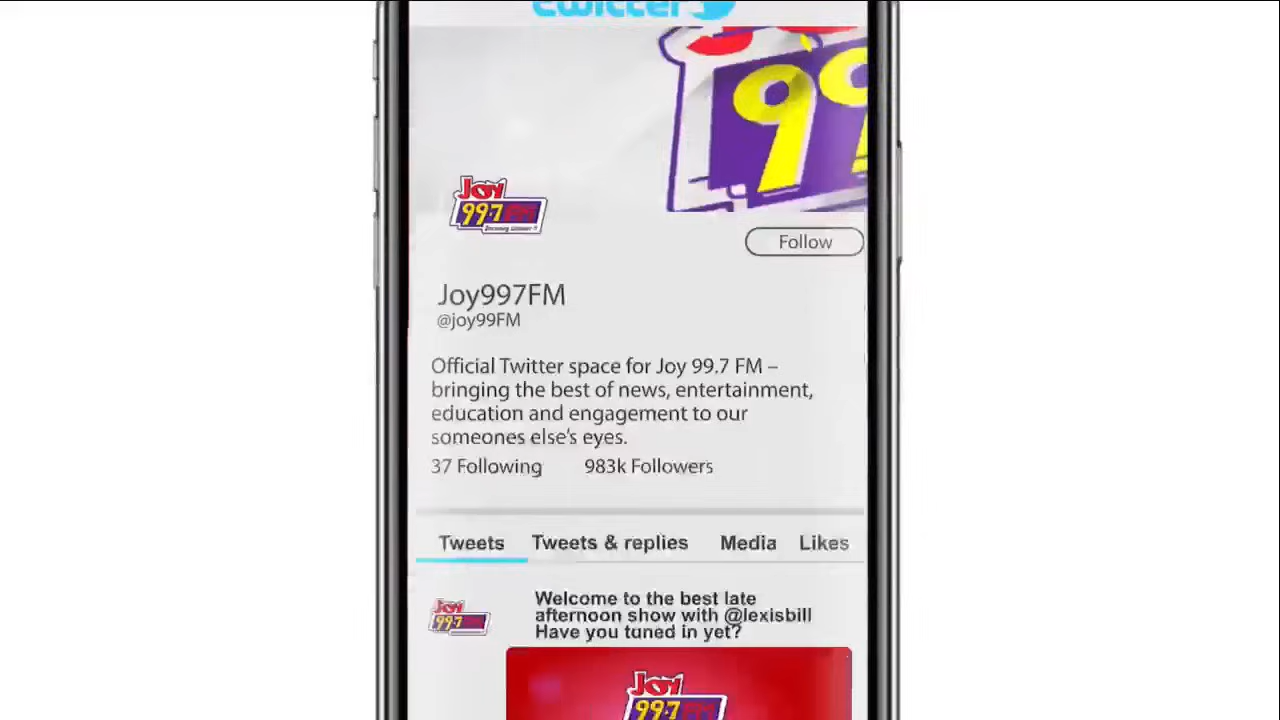 twitter
99
Joy
99.7 FM
Follow
Joy997FM
@joy99FM
Official Twitter space for Joy 99.7 FM –
bringing the best of news, entertainment,
education and engagement to our
someones else's eyes.
37 Following 983k Followers
Tweets Tweets & replies Media Likes
Joy
99.7 FM
Welcome to the best late
afternoon show with @lexisbill
Have you tuned in yet?
Joy
99.7 FM